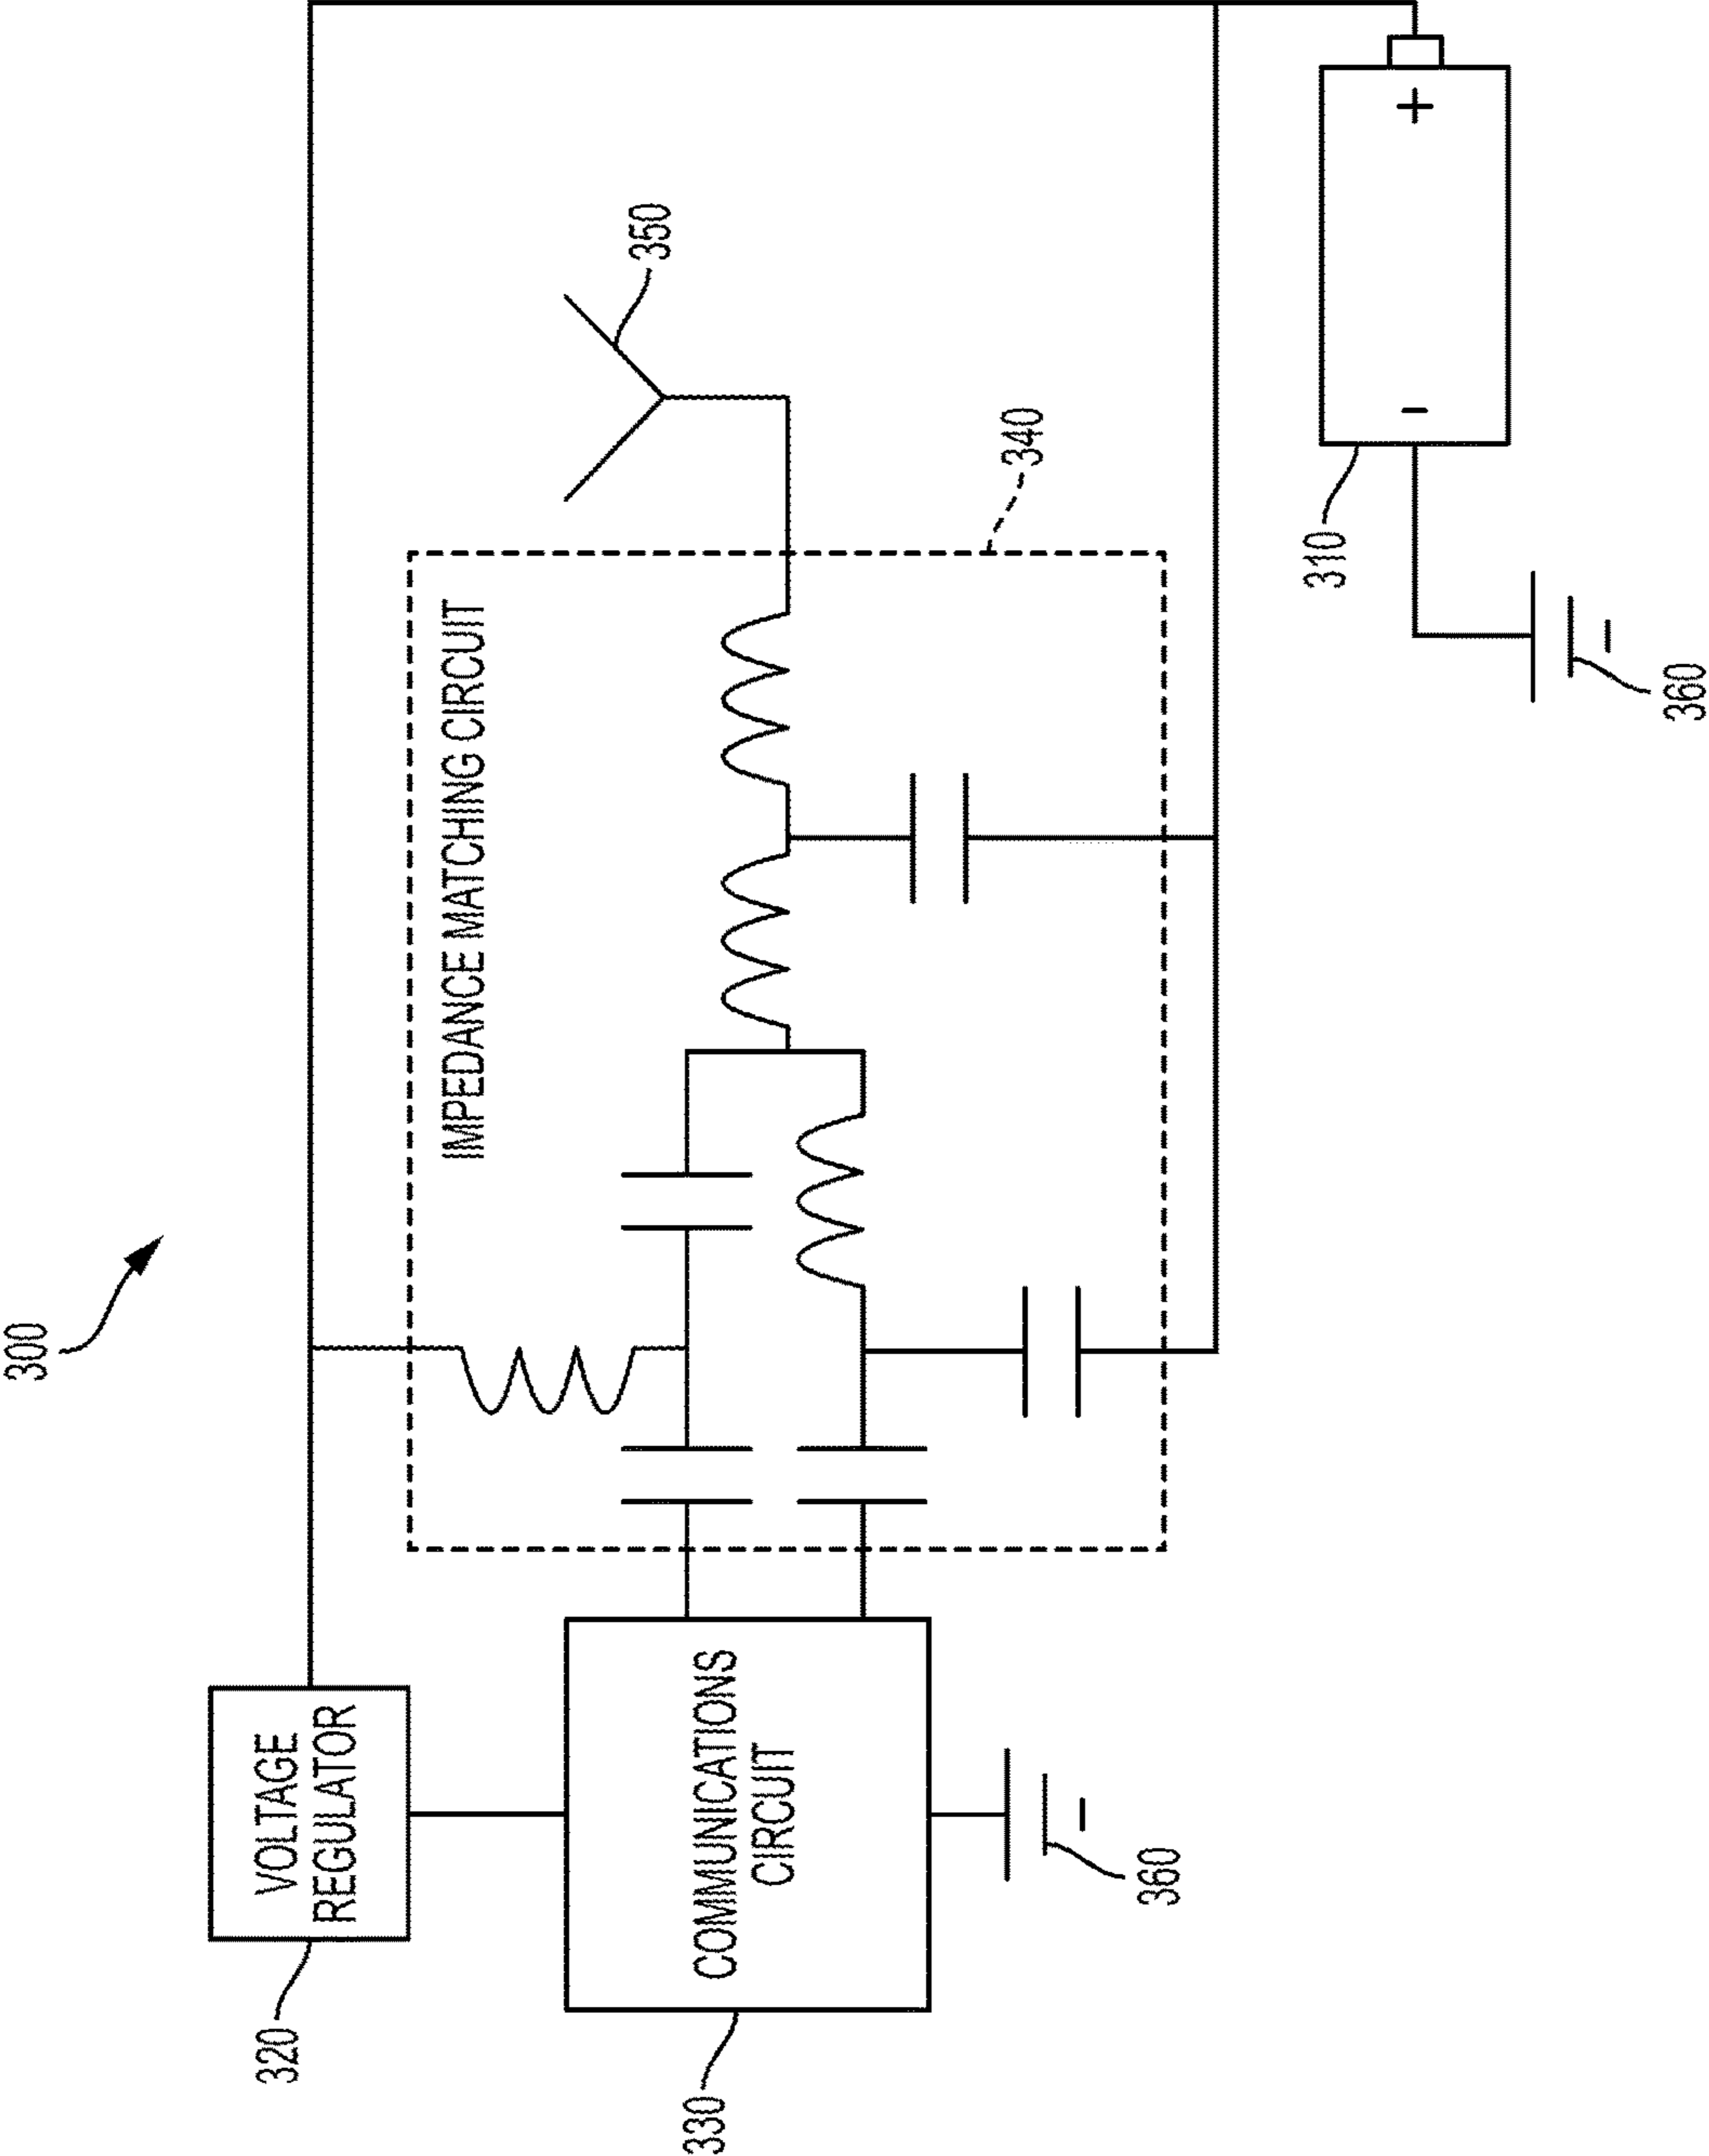 300
320
VOLTAGE
REGULATOR
330
COMMUNICATIONS
CIRCUIT
360
IMPEDANCE MATCHING CIRCUIT
340
350
310
-
+
360